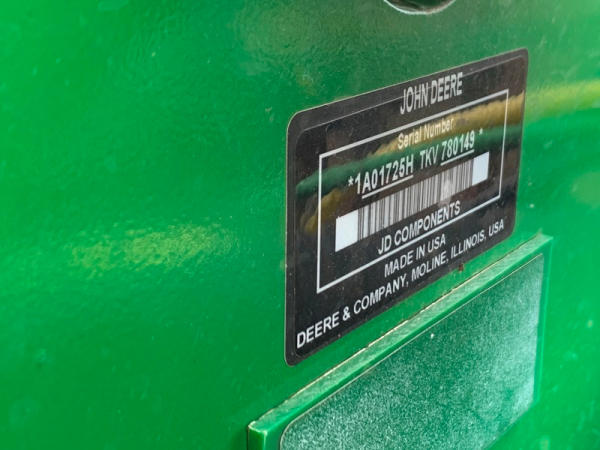 JOHN DEERE
Serial Number
*1A01725H TKV 780149 *
JD COMPONENTS
MADE IN USA
DEERE & COMPANY, MOLINE, ILLINOIS, USA